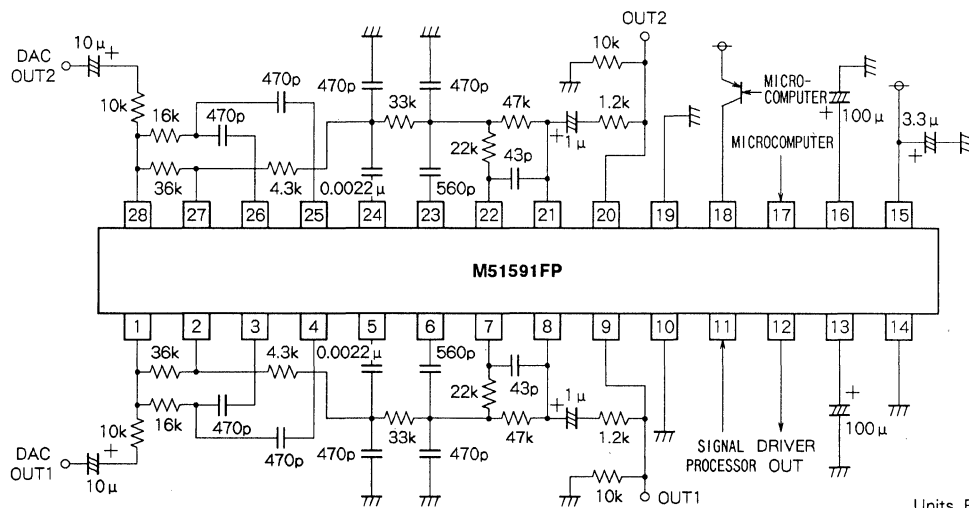 OUT2
DAC
OUT2
10μ
+
10k
16k
470p
470p
36k
4.3k
470p
33k
470p
0.0022μ
560p
47k
22k
43p
+
1μ
10k
1.2k
MICRO-
COMPUTER
MICROCOMPUTER
+
100μ
3.3μ
+
28 27 26 25 24 23 22 21 20 19 18 17 16 15
M51591FP
1 2 3 4 5 6 7 8 9 10 11 12 13 14
36k
4.3k
0.0022μ
560p
22k
43p
16k
470p
470p
10k
33k
470p
470p
47k
+
1μ
1.2k
10k
DAC
OUT1
+
10μ
OUT1
SIGNAL
PROCESSOR
DRIVER
OUT
+
100μ
Units